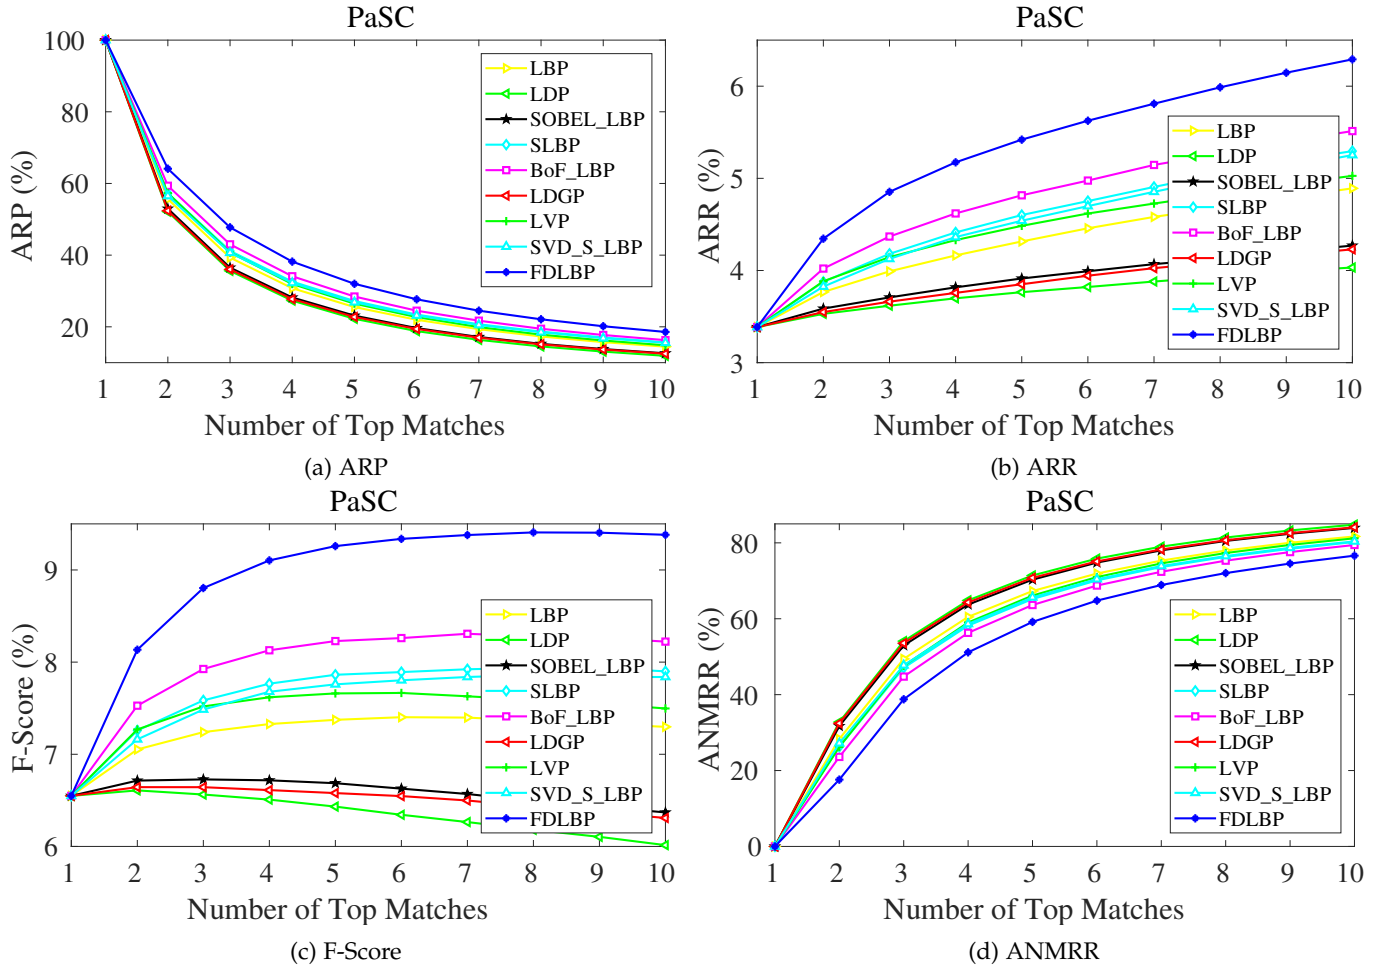 PaSC
ARP (%)
100
80
60
40
20
1 2 3 4 5 6 7 8 9 10
Number of Top Matches
LBP
LDP
SOBEL_LBP
SLBP
BoF_LBP
LDGP
LVP
SVD_S_LBP
FDLBP
(a) ARP
PaSC
ARR (%)
6
5
4
3
1 2 3 4 5 6 7 8 9 10
Number of Top Matches
LBP
LDP
SOBEL_LBP
SLBP
BoF_LBP
LDGP
LVP
SVD_S_LBP
FDLBP
(b) ARR
PaSC
F-Score (%)
9
8
7
6
1 2 3 4 5 6 7 8 9 10
Number of Top Matches
LBP
LDP
SOBEL_LBP
SLBP
BoF_LBP
LDGP
LVP
SVD_S_LBP
FDLBP
(c) F-Score
PaSC
ANMRR (%)
80
60
40
20
0
1 2 3 4 5 6 7 8 9 10
Number of Top Matches
LBP
LDP
SOBEL_LBP
SLBP
BoF_LBP
LDGP
LVP
SVD_S_LBP
FDLBP
(d) ANMRR